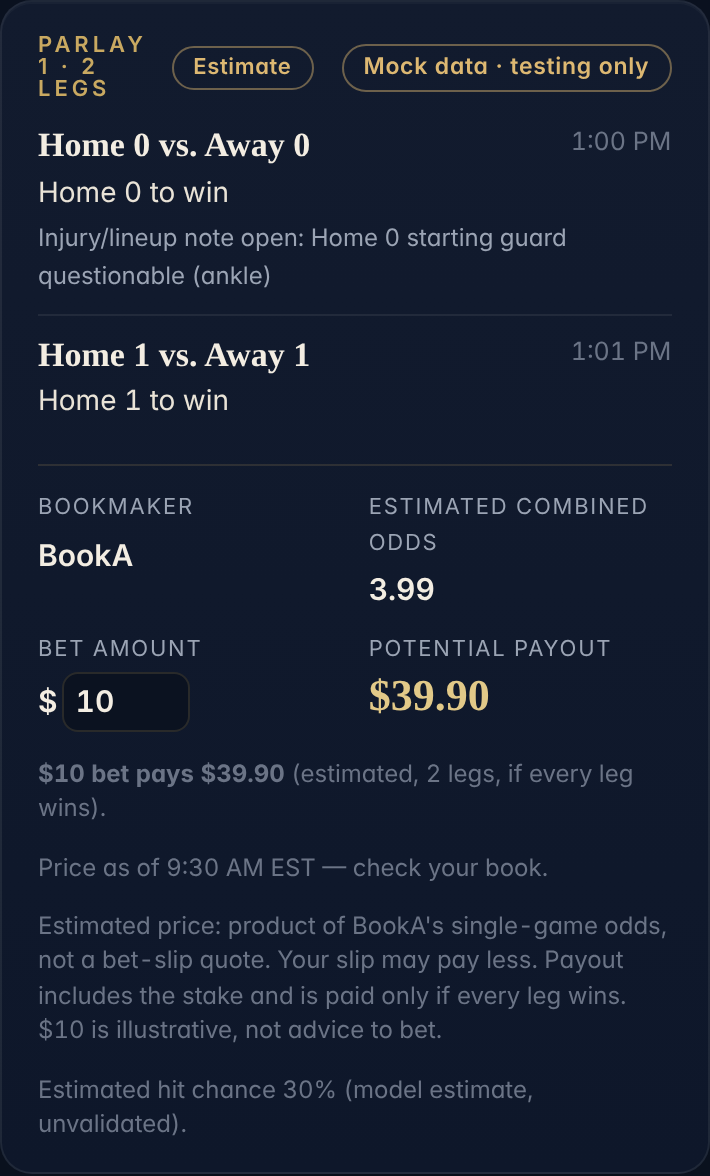 PARLAY
1 · 2
LEGS
Estimate
Mock data · testing only
Home 0 vs. Away 0
1:00 PM
Home 0 to win
Injury/lineup note open: Home 0 starting guard
questionable (ankle)
Home 1 vs. Away 1
1:01 PM
Home 1 to win
BOOKMAKER
BookA
ESTIMATED COMBINED
ODDS
3.99
BET AMOUNT
$ 10
POTENTIAL PAYOUT
$39.90
$10 bet pays $39.90 (estimated, 2 legs, if every leg
wins).
Price as of 9:30 AM EST — check your book.
Estimated price: product of BookA's single-game odds,
not a bet-slip quote. Your slip may pay less. Payout
includes the stake and is paid only if every leg wins.
$10 is illustrative, not advice to bet.
Estimated hit chance 30% (model estimate,
unvalidated).